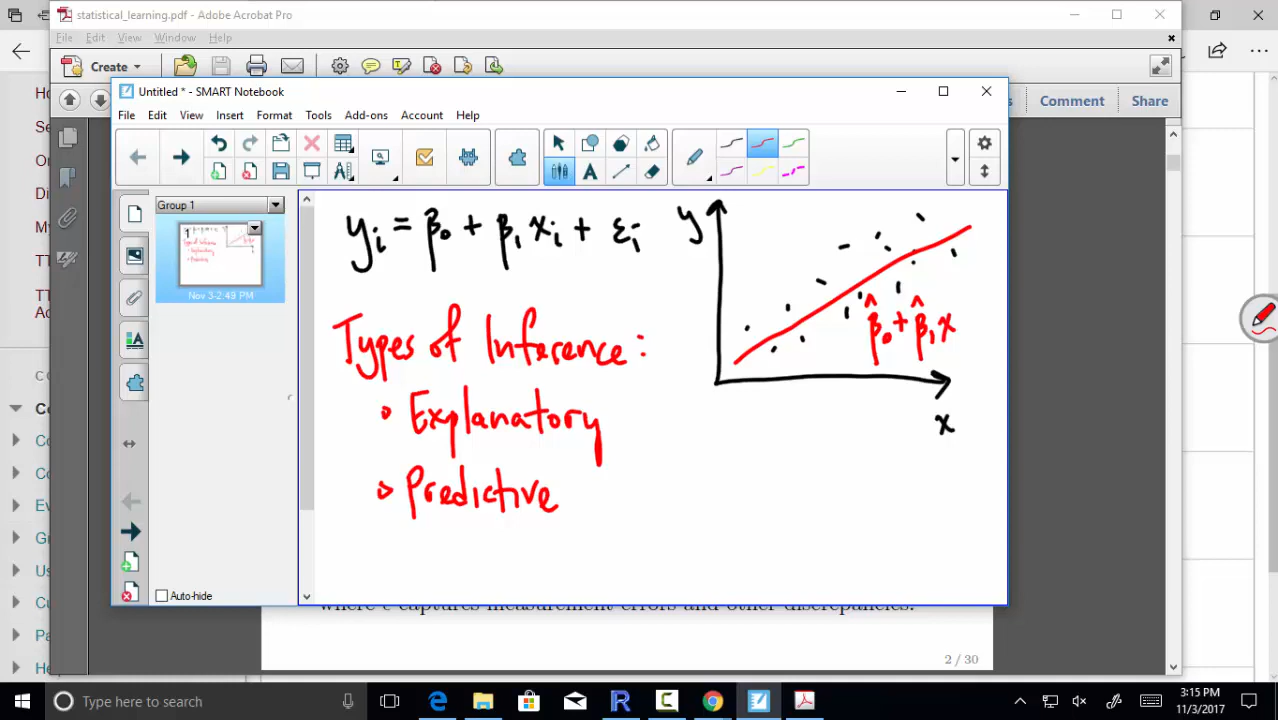 statistical_learning.pdf - Adobe Acrobat Pro
File Edit View Window Help
Create
Comment Share
Untitled * - SMART Notebook
File Edit View Insert Format Tools Add-ons Account Help
Group 1
Nov 3-2:49 PM
Auto-hide
yᵢ = β₀ + β₁ xᵢ + εᵢ
Types of Inference:
• Explanatory
• Predictive
y
β̂₀ + β̂₁x
x
where ε captures measurement errors and other discrepancies.
2 / 30
Type here to search
3:15 PM
11/3/2017